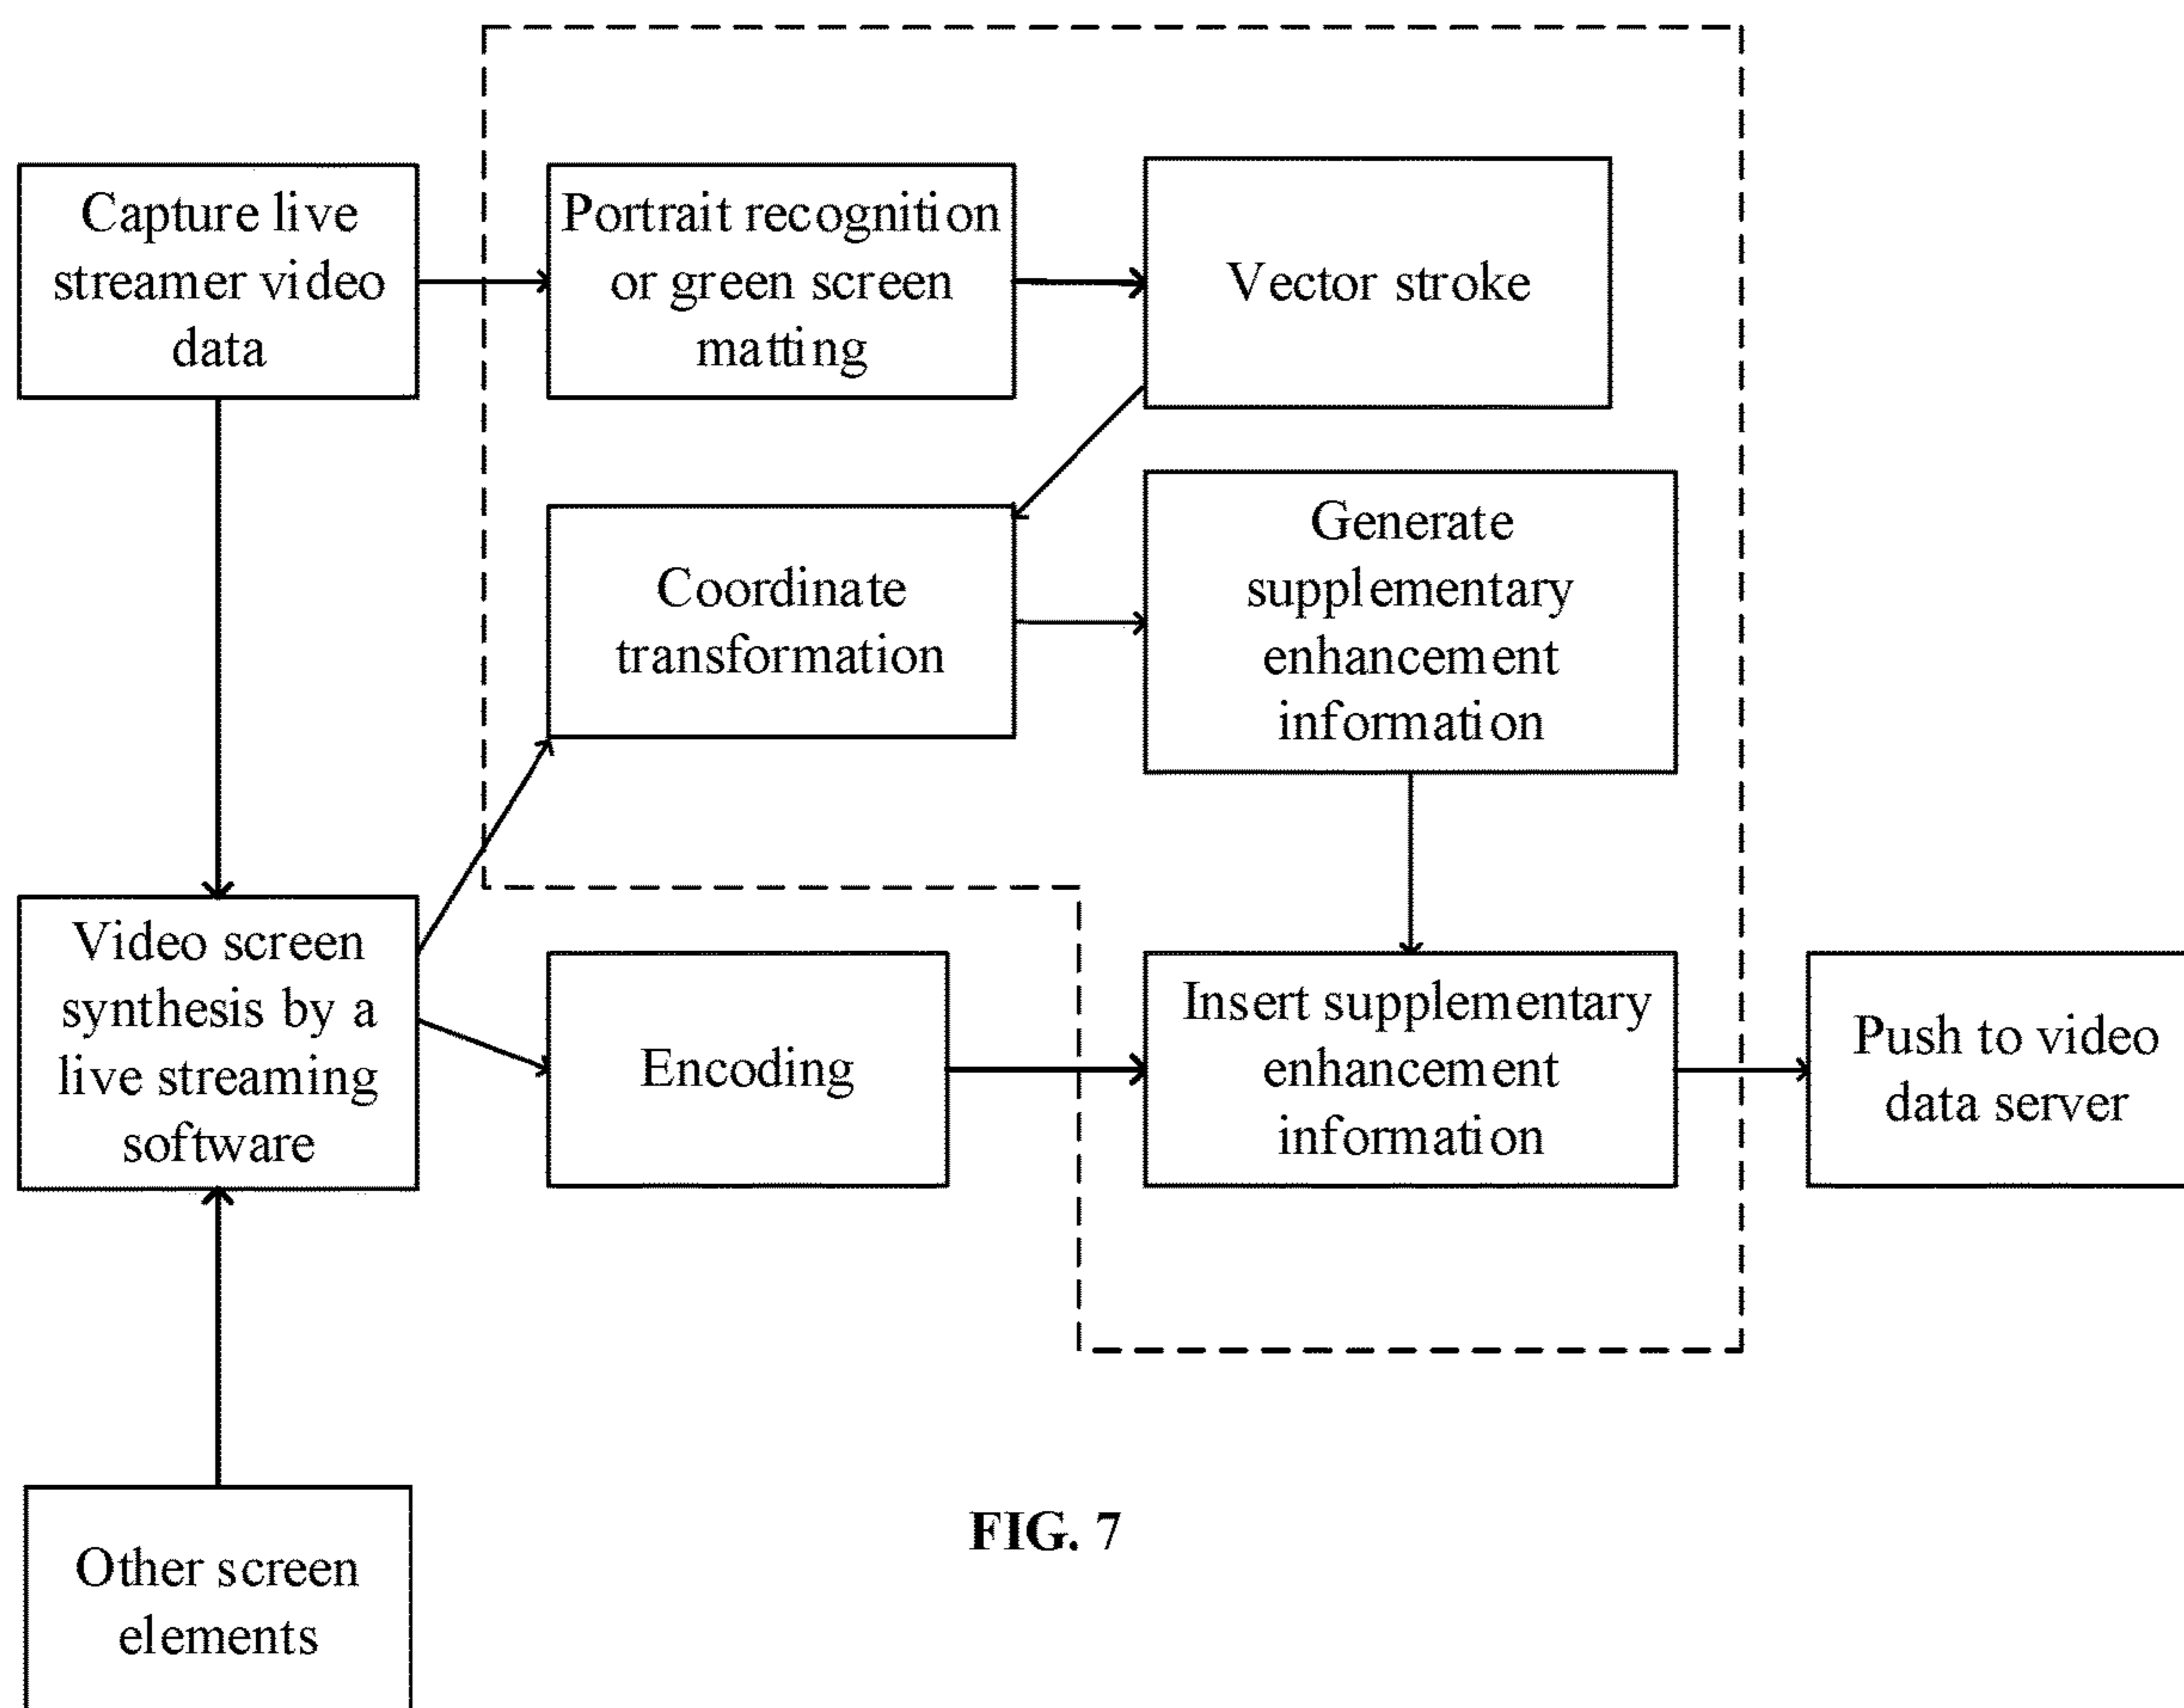 Capture live
streamer video
data
Portrait recognition
or green screen
matting
Vector stroke
Coordinate
transformation
Generate
supplementary
enhancement
information
Video screen
synthesis by a
live streaming
software
Encoding
Insert supplementary
enhancement
information
Push to video
data server
Other screen
elements
FIG. 7